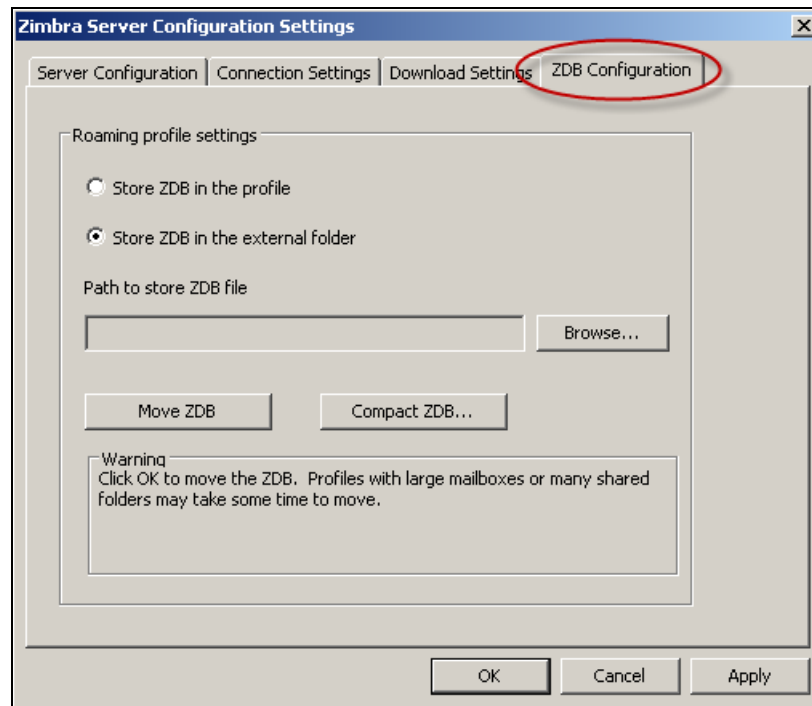 Zimbra Server Configuration Settings
Server Configuration
Connection Settings
Download Settings
ZDB Configuration
Roaming profile settings
Store ZDB in the profile
Store ZDB in the external folder
Path to store ZDB file
Browse...
Move ZDB
Compact ZDB...
Warning
Click OK to move the ZDB. Profiles with large mailboxes or many shared
folders may take some time to move.
OK
Cancel
Apply